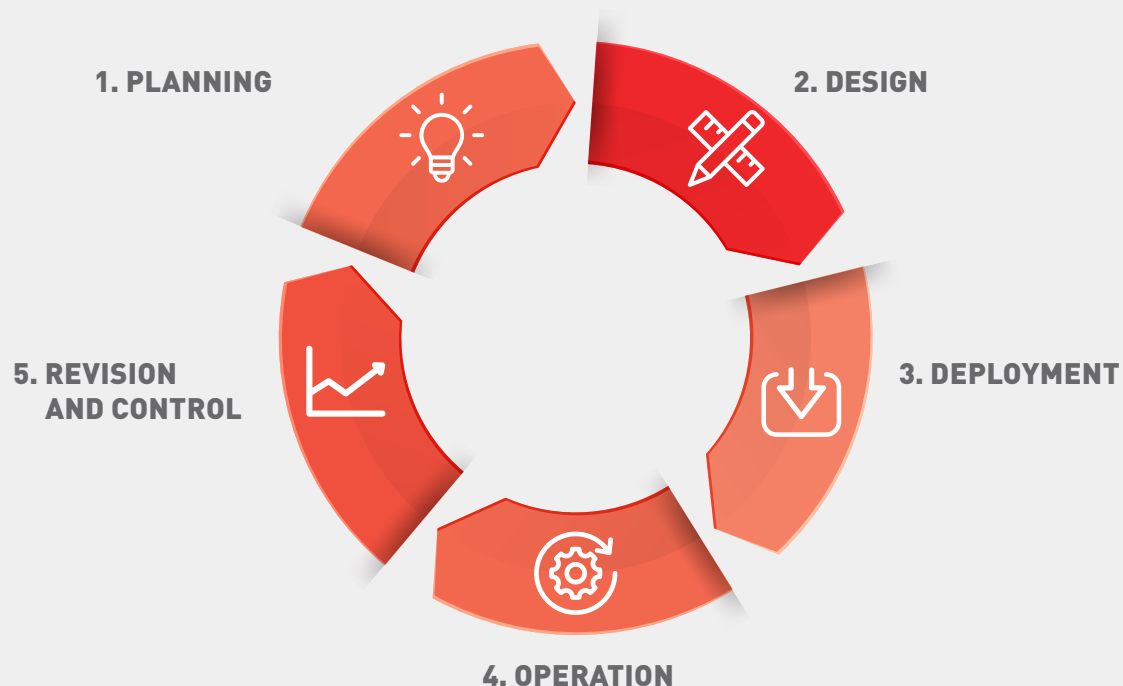 1. PLANNING
2. DESIGN
3. DEPLOYMENT
4. OPERATION
5. REVISION
AND CONTROL